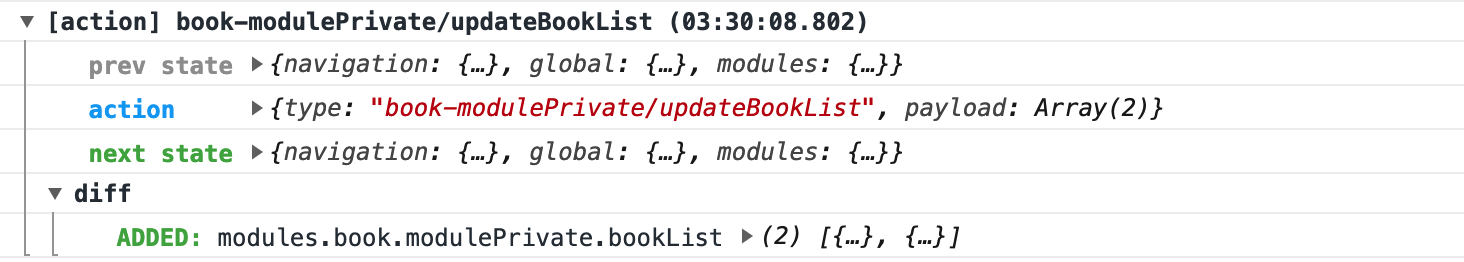 ▼ [action] book-modulePrivate/updateBookList (03:30:08.802)
prev state ▶{navigation: {…}, global: {…}, modules: {…}}
action ▶{type: "book-modulePrivate/updateBookList", payload: Array(2)}
next state ▶{navigation: {…}, global: {…}, modules: {…}}
▼ diff
ADDED: modules.book.modulePrivate.bookList ▶(2) [{…}, {…}]